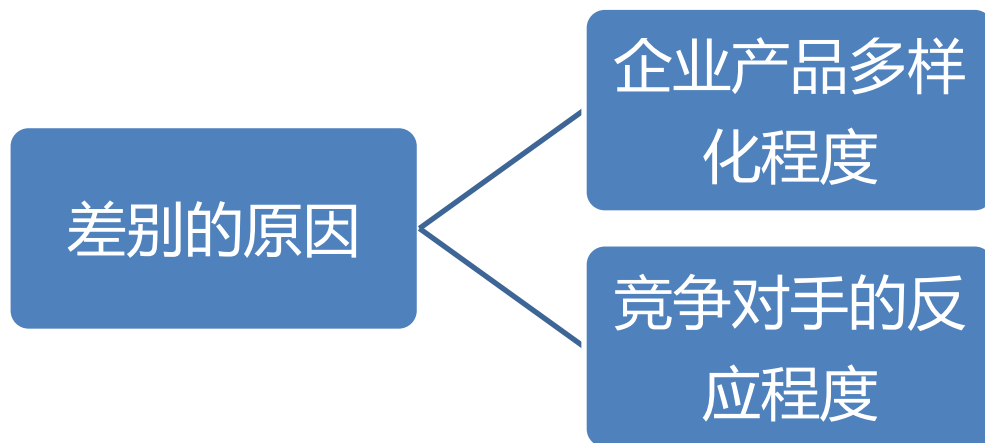 差别的原因
企业产品多样
化程度
竞争对手的反
应程度